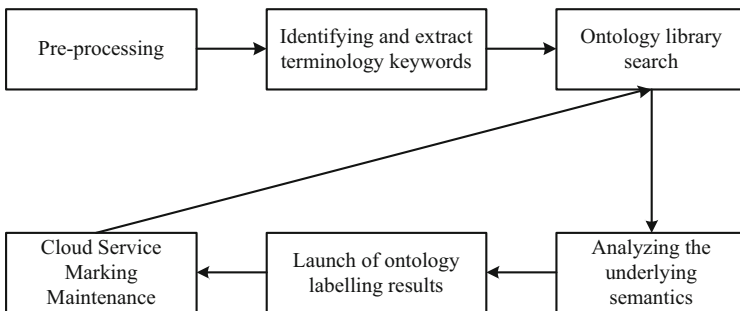 Pre-processing
Identifying and extract
terminology keywords
Ontology library
search
Cloud Service
Marking
Maintenance
Launch of ontology
labelling results
Analyzing the
underlying
semantics